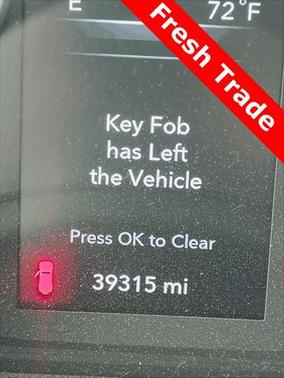 E 72°F
Fresh Trade
Key Fob
has Left
the Vehicle
Press OK to Clear
39315 mi